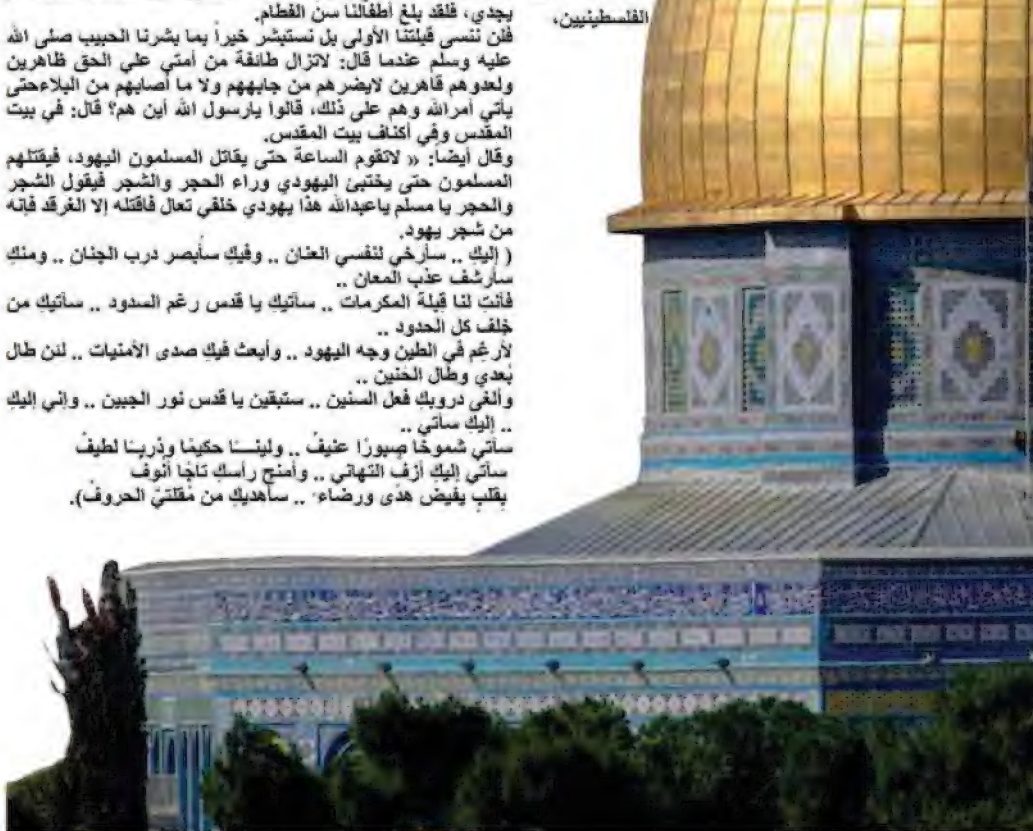 الفلسطينيين،
يجدي، فلقد بلغ أطفالنا سن الفطام.
فلن ننسى قبلتنا الأولى بل نستبشر خيراً بما بشرنا الحبيب صلى الله
عليه وسلم عندما قال: لاتزال طائفة من أمتي علي الحق ظاهرين
ولعدوهم قاهرين لايضرهم من جابههم ولا ما أصابهم من البلاءحتى
يأتي أمرالله وهم علي ذلك، قالوا يارسول الله أين هم؟ قال: في بيت
المقدس وفي أكناف بيت المقدس.
وقال أيضاً: « لاتقوم الساعة حتى يقاتل المسلمون اليهود، فيقتلهم
المسلمون حتى يختبئ اليهودي وراء الحجر والشجر فيقول الشجر
والحجر يا مسلم ياعبدالله هذا يهودي خلفي تعال فاقتله إلا الغرقد فإنه
من شجر يهود.
( إليكِ .. سأرخي لنفسي العنان .. وفيكِ سأبصر درب الجنان .. ومنكِ
سأرشف عذب المعان ..
فأنتِ لنا قِبلة المكرمات .. سآتيكِ يا قدس رغم السدود .. سآتيكِ من
خلف كل الحدود ..
لأرغم في الطين وجه اليهود .. وأبعث فيكِ صدى الأمنيات .. لئن طال
بُعدي وطال الحنين ..
وألغى دروبكِ فعل السنين .. ستبقين يا قدس نور الجبين .. وإني إليكِ
.. إليكِ سآتي ..
سآتي شموخًا صبورًا عنيفْ .. ولينـــا حكيمًا وذربــا لطيفْ
سآتي إليكِ أزفّ التهاني .. وأمنح رأسكِ تاجًا أنوف
بقلبٍ يفيض هدًى ورضاء .. سأهديكِ من مُقلتيّ الحروفْ).